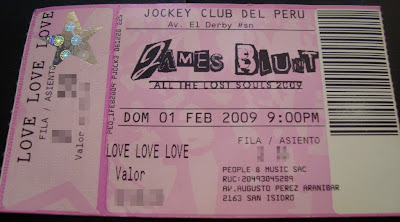 LOVE LOVE LOVE
FILA / ASIENTO
Valor
JOCKEY CLUB DEL PERU
Av. El Derby #sn
JAMES BLUNT
ALL THE LOST SOULS 2009
DOM 01 FEB 2009 9:00PM
LOVE LOVE LOVE
Valor
FILA / ASIENTO
PEOPLE & MUSIC SAC
RUC:20493045289
AV.AUGUSTO PEREZ ARANIBAR
2163 SAN ISIDRO